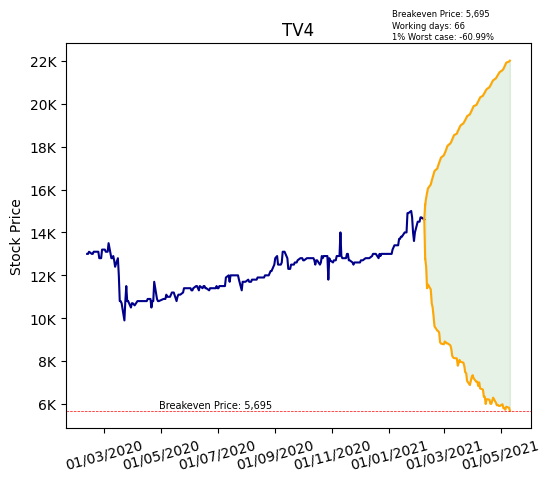 Breakeven Price: 5,695
Working days: 66
1% Worst case: -60.99%
TV4
Stock Price
22K
20K
18K
16K
14K
12K
10K
8K
6K
Breakeven Price: 5,695
01/03/2020 01/05/2020 01/07/2020 01/09/2020 01/11/2020 01/01/2021 01/03/2021 01/05/2021